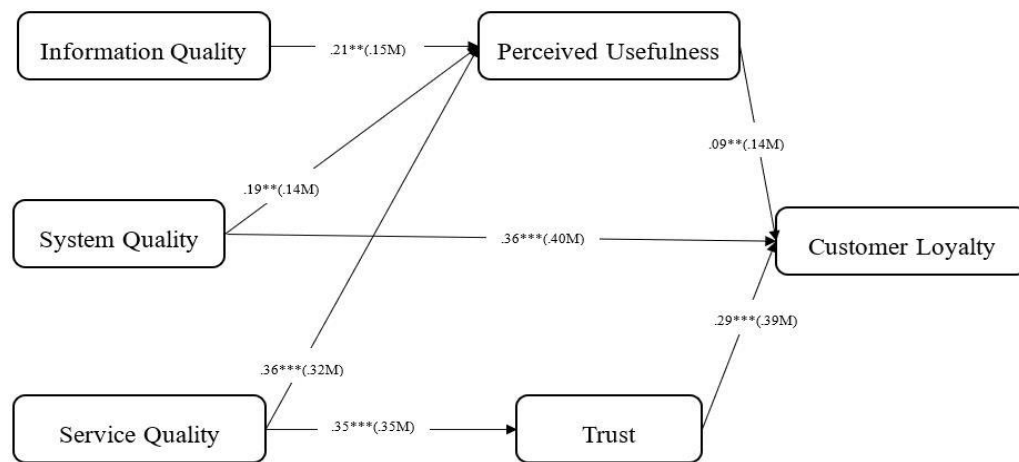 Information Quality
.21**(.15M)
Perceived Usefulness
.09**(.14M)
.19**(.14M)
System Quality
.36***(.40M)
Customer Loyalty
.29***(.39M)
.36***(.32M)
Service Quality
.35***(.35M)
Trust